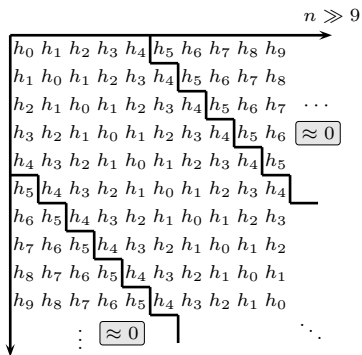 n ≫ 9
h₀ h₁ h₂ h₃ h₄ h₅ h₆ h₇ h₈ h₉
h₁ h₀ h₁ h₂ h₃ h₄ h₅ h₆ h₇ h₈
h₂ h₁ h₀ h₁ h₂ h₃ h₄ h₅ h₆ h₇ ⋯
h₃ h₂ h₁ h₀ h₁ h₂ h₃ h₄ h₅ h₆ ≈ 0
h₄ h₃ h₂ h₁ h₀ h₁ h₂ h₃ h₄ h₅
h₅ h₄ h₃ h₂ h₁ h₀ h₁ h₂ h₃ h₄
h₆ h₅ h₄ h₃ h₂ h₁ h₀ h₁ h₂ h₃
h₇ h₆ h₅ h₄ h₃ h₂ h₁ h₀ h₁ h₂
h₈ h₇ h₆ h₅ h₄ h₃ h₂ h₁ h₀ h₁
h₉ h₈ h₇ h₆ h₅ h₄ h₃ h₂ h₁ h₀
⋮ ≈ 0 ⋱